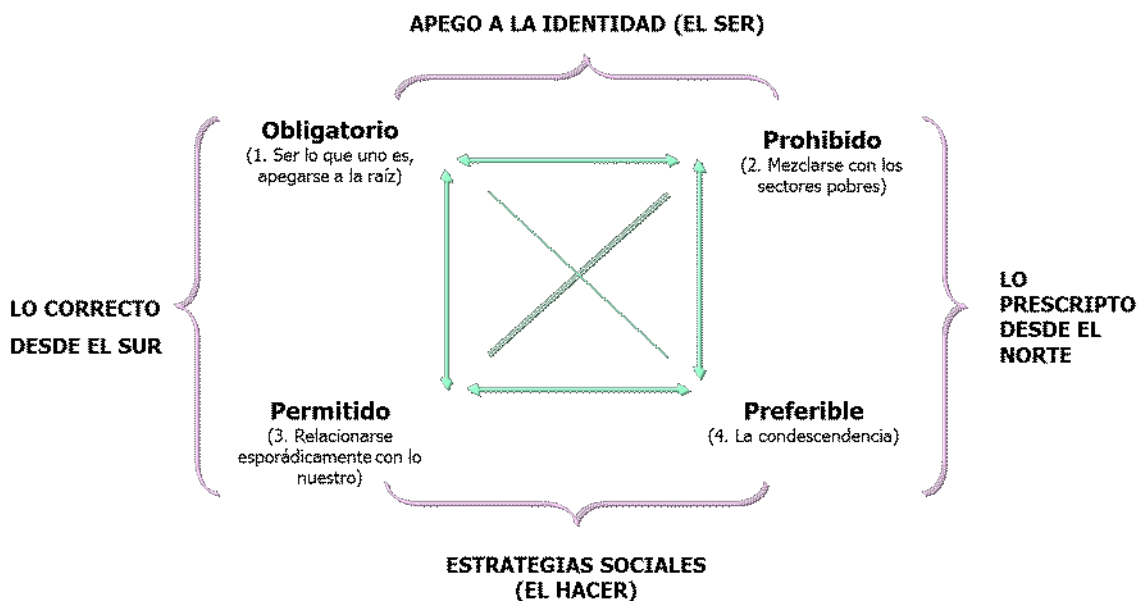 APEGO A LA IDENTIDAD (EL SER)
Obligatorio
(1. Ser lo que uno es,
apegarse a la raíz)
Prohibido
(2. Mezclarse con los
sectores pobres)
LO CORRECTO
DESDE EL SUR
LO
PRESCRIPTO
DESDE EL
NORTE
Permitido
(3. Relacionarse
esporádicamente con lo
nuestro)
Preferible
(4. La condescendencia)
ESTRATEGIAS SOCIALES
(EL HACER)